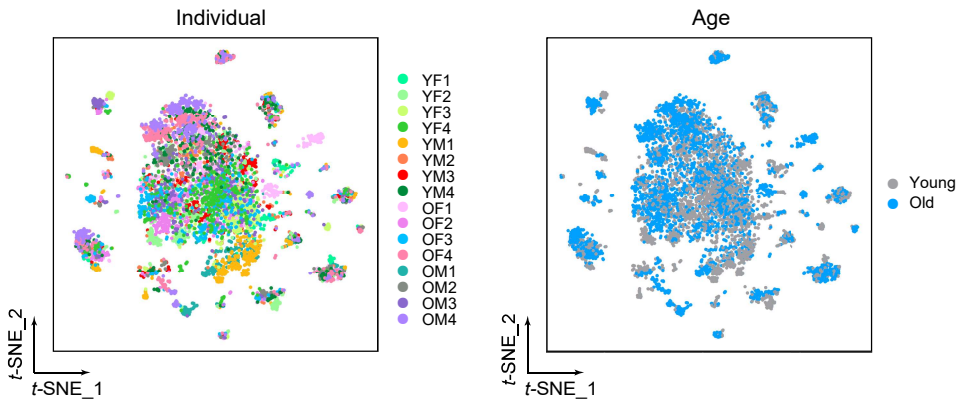 Individual
YF1
YF2
YF3
YF4
YM1
YM2
YM3
YM4
OF1
OF2
OF3
OF4
OM1
OM2
OM3
OM4
t-SNE_2
t-SNE_1
Age
Young
Old
t-SNE_2
t-SNE_1